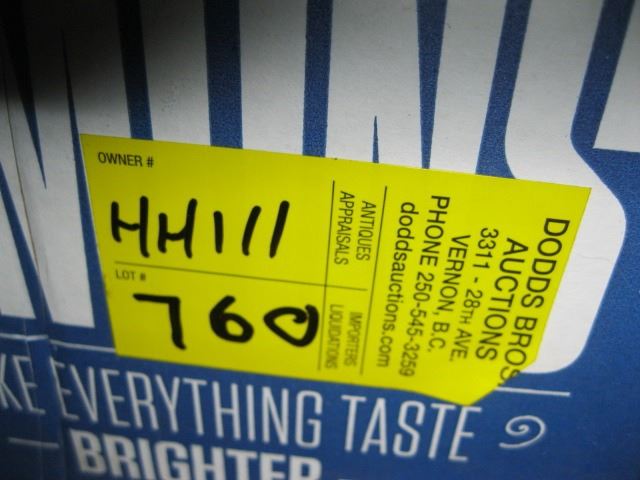 OWNER #
HH111
LOT #
760
ANTIQUES
APPRAISALS
IMPORTERS
LIQUIDATIONS
DODDS BROS
AUCTIONS
3311 - 28TH AVE.
VERNON, B.C.
PHONE 250-545-3259
doddsauctions.com
KE EVERYTHING TASTE
BRIGHTER